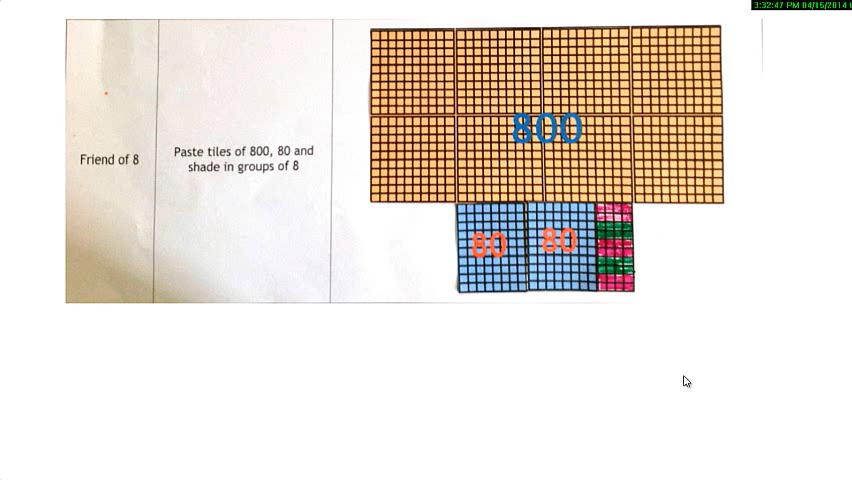 3:32:47 PM 04/15/2014
Friend of 8
Paste tiles of 800, 80 and
shade in groups of 8
800
80
80